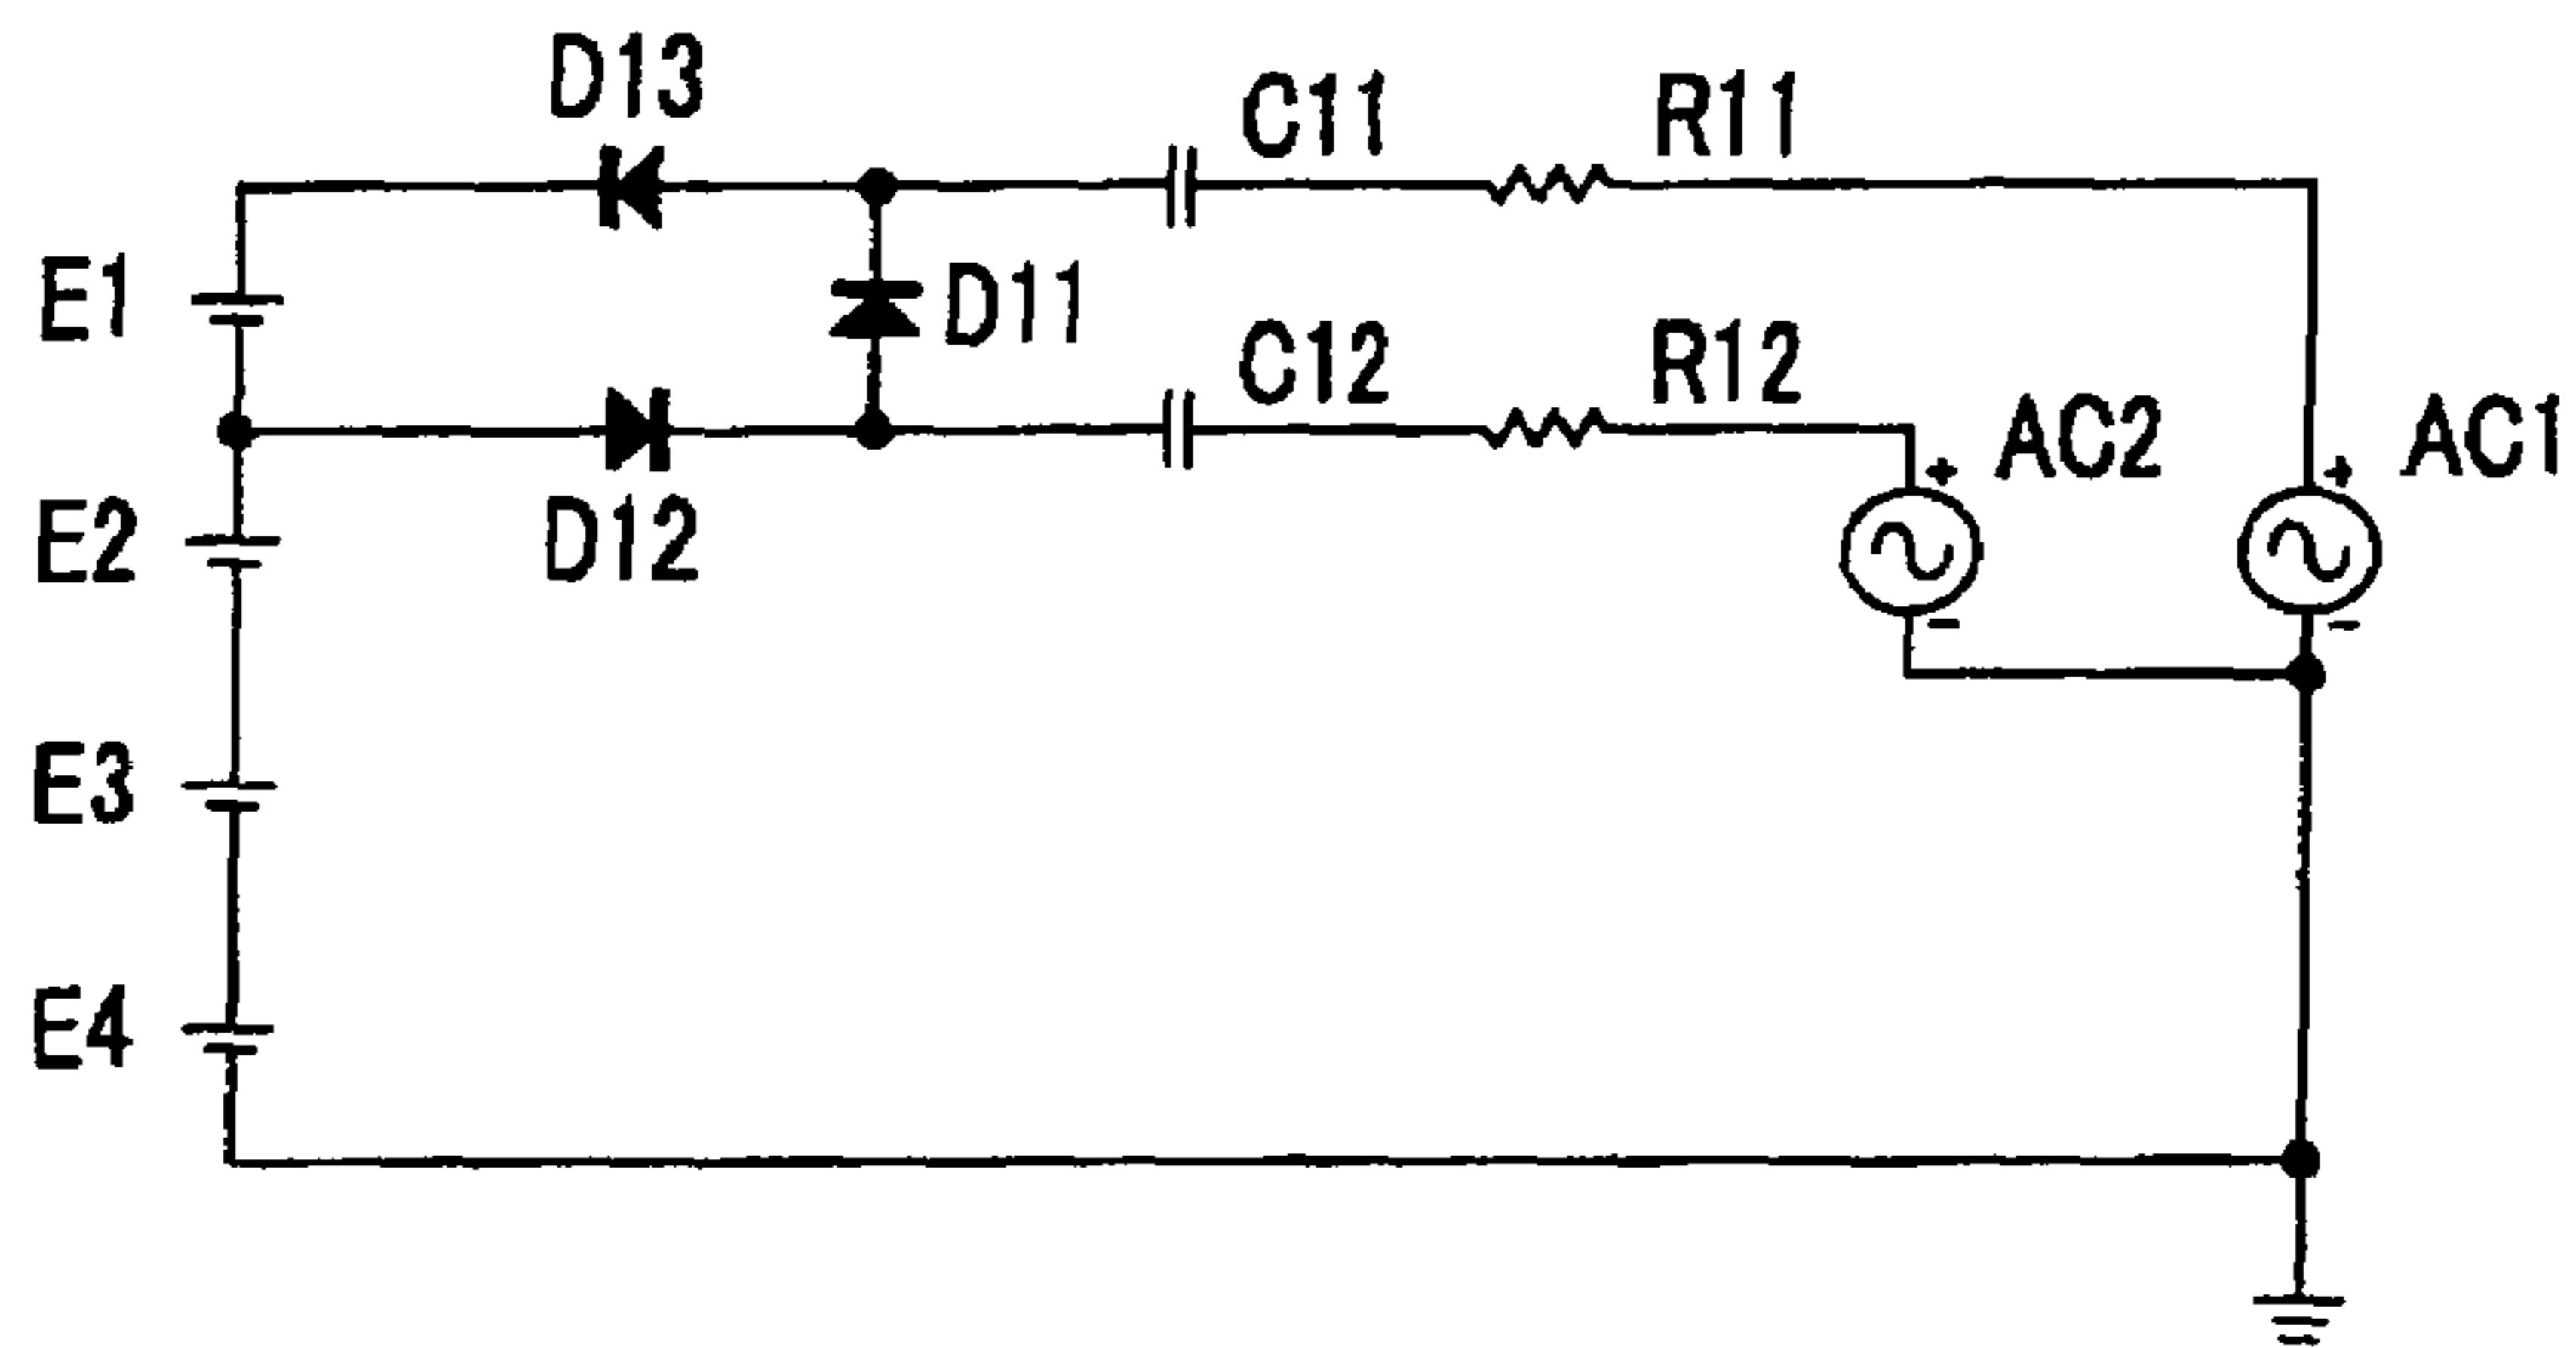 D13
C11
R11
E1
D11
C12
R12
AC2
AC1
+
+
E2
D12
-
-
E3
E4